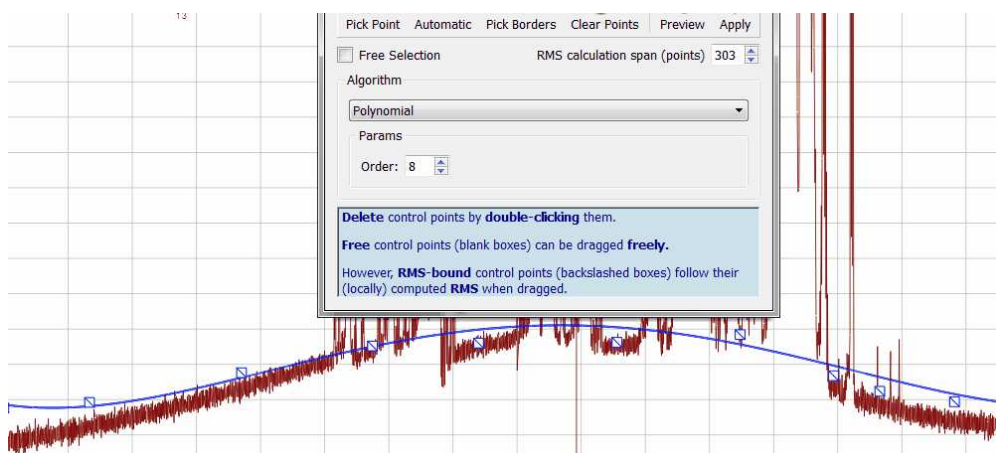 13
Pick Point Automatic Pick Borders Clear Points Preview Apply
Free Selection RMS calculation span (points) 303
Algorithm
Polynomial
Params
Order: 8
Delete control points by double-clicking them.
Free control points (blank boxes) can be dragged freely.
However, RMS-bound control points (backslashed boxes) follow their
(locally) computed RMS when dragged.